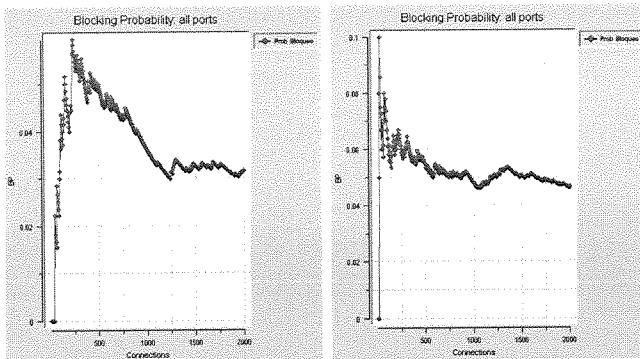 Blocking Probability: all ports
Prob Bloqueo
BP
0.04
0.02
0
500
1000
1500
2000
Connections
Blocking Probability: all ports
Prob Bloqueo
BP
0.1
0.08
0.06
0.04
0.02
0
500
1000
1500
2000
Connections